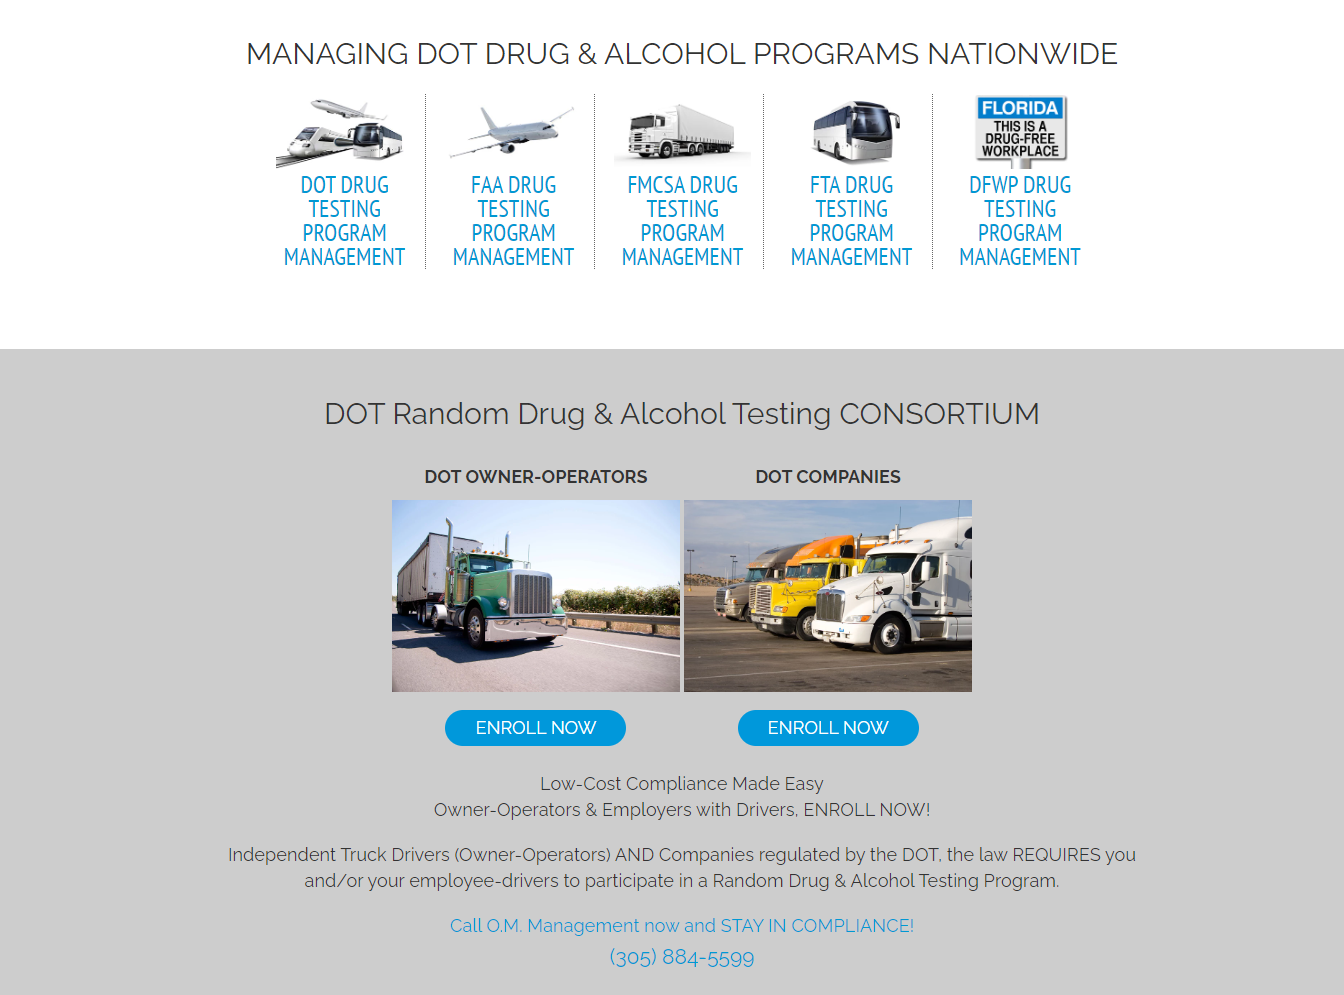 MANAGING DOT DRUG & ALCOHOL PROGRAMS NATIONWIDE
FLORIDA
THIS IS A
DRUG-FREE
WORKPLACE
DOT DRUG
TESTING
PROGRAM
MANAGEMENT
FAA DRUG
TESTING
PROGRAM
MANAGEMENT
FMCSA DRUG
TESTING
PROGRAM
MANAGEMENT
FTA DRUG
TESTING
PROGRAM
MANAGEMENT
DFWP DRUG
TESTING
PROGRAM
MANAGEMENT
DOT Random Drug & Alcohol Testing CONSORTIUM
DOT OWNER-OPERATORS
DOT COMPANIES
ENROLL NOW
ENROLL NOW
Low-Cost Compliance Made Easy
Owner-Operators & Employers with Drivers, ENROLL NOW!
Independent Truck Drivers (Owner-Operators) AND Companies regulated by the DOT, the law REQUIRES you
and/or your employee-drivers to participate in a Random Drug & Alcohol Testing Program.
Call O.M. Management now and STAY IN COMPLIANCE!
(305) 884-5599